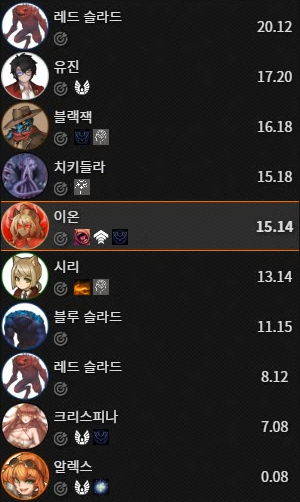 레드 슬라드
20.12
유진
17.20
블랙잭
16.18
치키틀라
15.18
이온
15.14
시리
13.14
블루 슬라드
11.15
레드 슬라드
8.12
크리스피나
7.08
알렉스
0.08